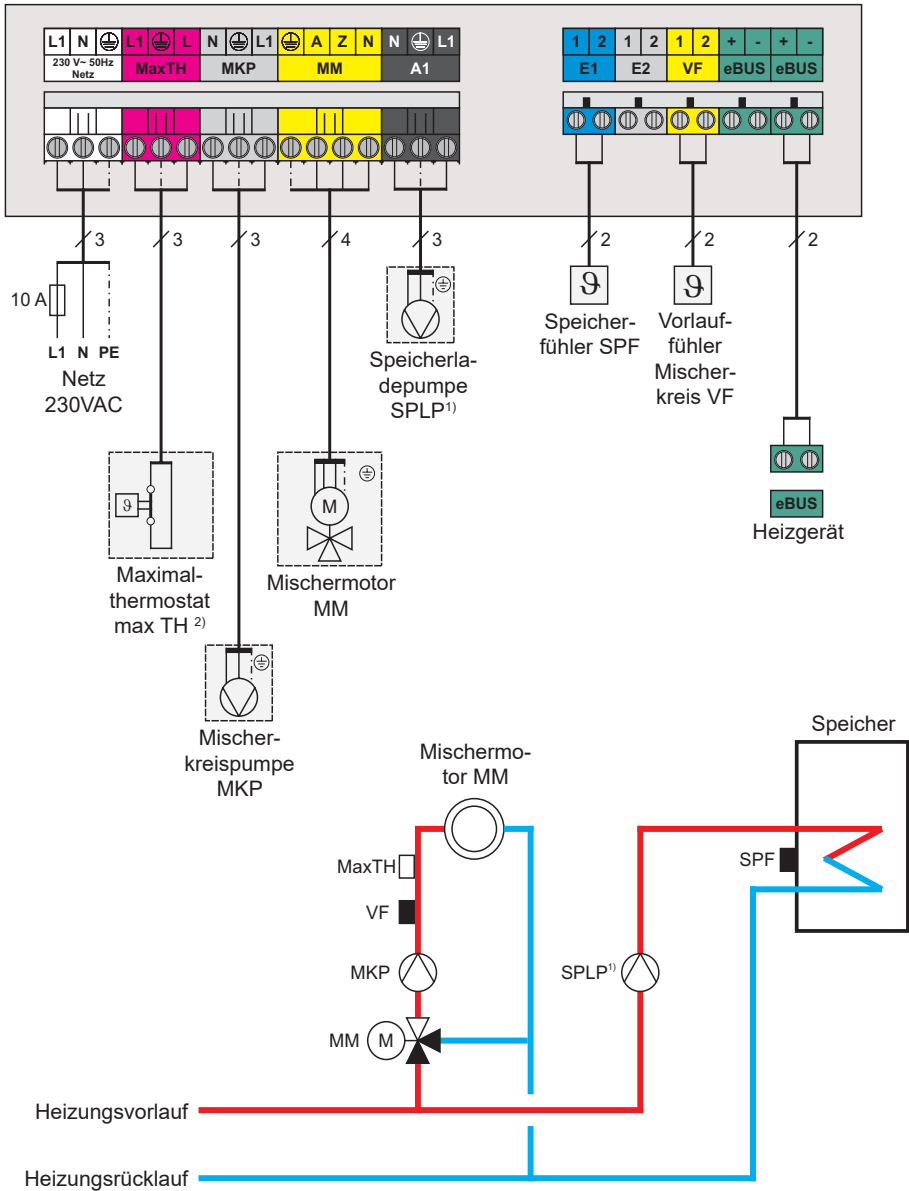 L1 N L1 L N L1 A Z N N L1
230 V~ 50Hz
Netz
MaxTH MKP MM A1
1 2 1 2 1 2 + - + -
E1 E2 VF eBUS eBUS
3 3 3 4 3 2 2 2
10 A
L1 N PE
Netz
230VAC
Speicherla-
depumpe
SPLP1)
ϑ
Speicher-
fühler SPF
ϑ
Vorlauf-
fühler
Mischer-
kreis VF
eBUS
Heizgerät
ϑ
Maximal-
thermostat
max TH 2)
M
Mischermotor
MM
Mischer-
kreispumpe
MKP
Mischermo-
tor MM
Speicher
MaxTH
SPF
VF
MKP
SPLP1)
MM M
Heizungsvorlauf
Heizungsrücklauf